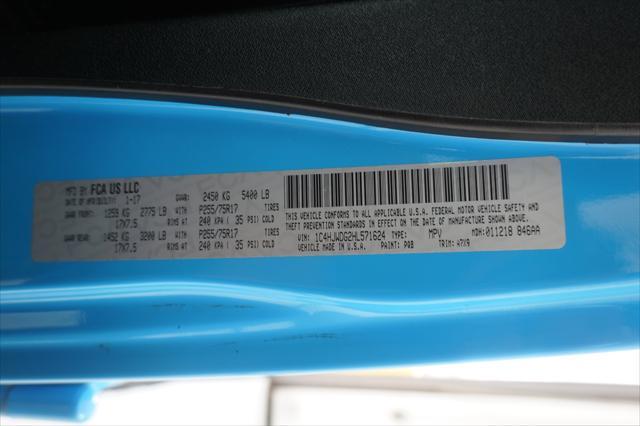 MFD BY: FCA US LLC
DATE OF MFR/DE/D/FI 1-17 GVWR: 2450 KG 5400 LB
GAWR FRONT: 1259 KG 2775 LB WITH P255/75R17 TIRES
17X7.5 RIMS AT 240 KPA ( 35 PSI) COLD
GAWR REAR: 1452 KG 3200 LB WITH P255/75R17 TIRES
17X7.5 RIMS AT 240 KPA ( 35 PSI) COLD
THIS VEHICLE CONFORMS TO ALL APPLICABLE U.S.A. FEDERAL MOTOR VEHICLE SAFETY AND
THEFT PREVENTION STANDARDS IN EFFECT ON THE DATE OF MANUFACTURE SHOWN ABOVE.
VIN: 1C4HJWDG2HL571624 TYPE: MPV MDH: 011218 846AA
VEHICLE MADE IN U.S.A. PAINT: PQB TRIM: A7X9